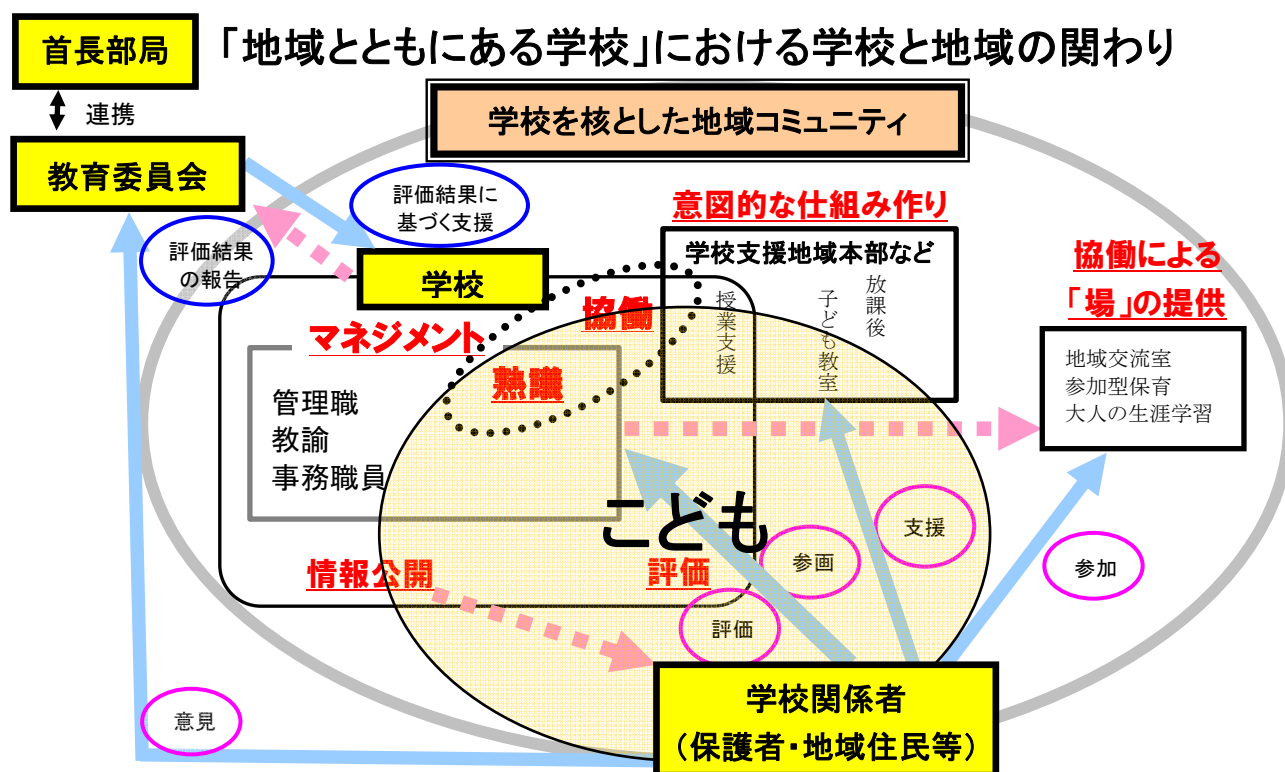 首長部局
「地域とともにある学校」における学校と地域の関わり
連携
学校を核とした地域コミュニティ
教育委員会
評価結果に
基づく支援
評価結果
の報告
学校
意図的な仕組み作り
学校支援地域本部など
授業支援
子ども教室
放課後
協働による
「場」の提供
地域交流室
参加型保育
大人の生涯学習
協働
マネジメント
熟議
管理職
教諭
事務職員
こども
情報公開
評価
支援
参画
参加
評価
意見
学校関係者
（保護者・地域住民等）